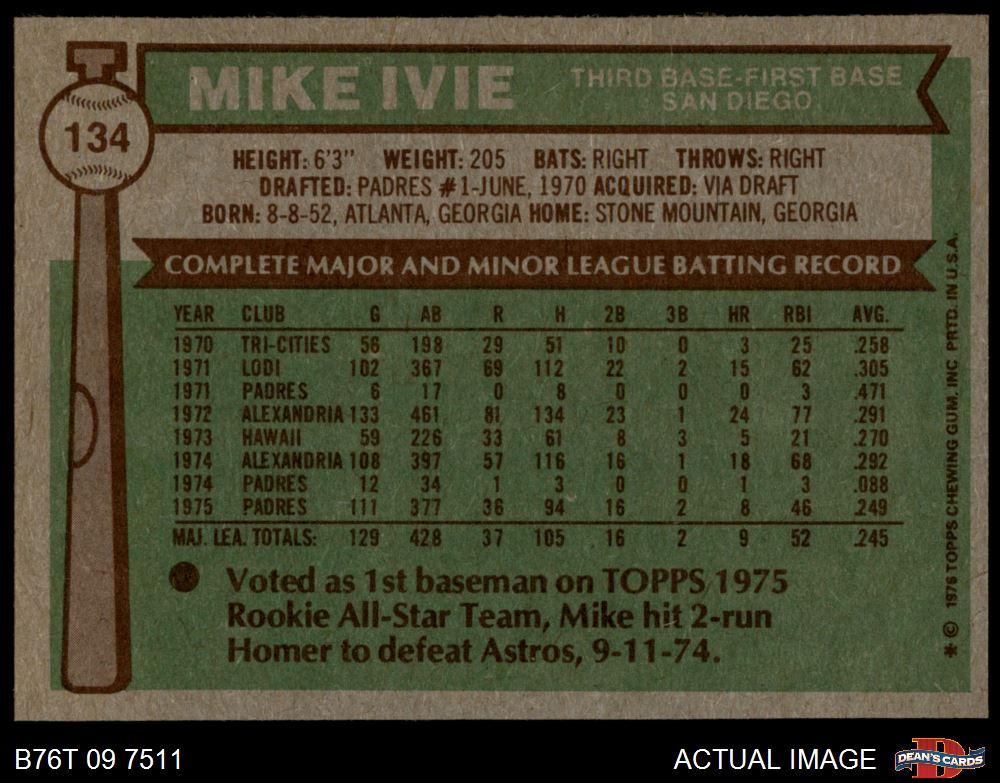 134
MIKE IVIE
THIRD BASE-FIRST BASE
SAN DIEGO
HEIGHT: 6'3" WEIGHT: 205 BATS: RIGHT THROWS: RIGHT
DRAFTED: PADRES #1-JUNE, 1970 ACQUIRED: VIA DRAFT
BORN: 8-8-52, ATLANTA, GEORGIA HOME: STONE MOUNTAIN, GEORGIA
COMPLETE MAJOR AND MINOR LEAGUE BATTING RECORD
YEAR CLUB G AB R H 2B 3B HR RBI AVG.
1970 TRI-CITIES 56 198 29 51 10 0 3 25 .258
1971 LODI 102 367 69 112 22 2 15 62 .305
1971 PADRES 6 17 0 8 0 0 0 3 .471
1972 ALEXANDRIA 133 461 81 134 23 1 24 77 .291
1973 HAWAII 59 226 33 61 8 3 5 21 .270
1974 ALEXANDRIA 108 397 57 116 16 1 18 68 .292
1974 PADRES 12 34 1 3 0 0 1 3 .088
1975 PADRES 111 377 36 94 16 2 8 46 .249
MAJ. LEA. TOTALS: 129 428 37 105 16 2 9 52 .245
Voted as 1st baseman on TOPPS 1975
Rookie All-Star Team, Mike hit 2-run
Homer to defeat Astros, 9-11-74.
* © 1976 TOPPS CHEWING GUM, INC. PRTD. IN U.S.A.
B76T 09 7511
ACTUAL IMAGE
D
DEAN'S CARDS